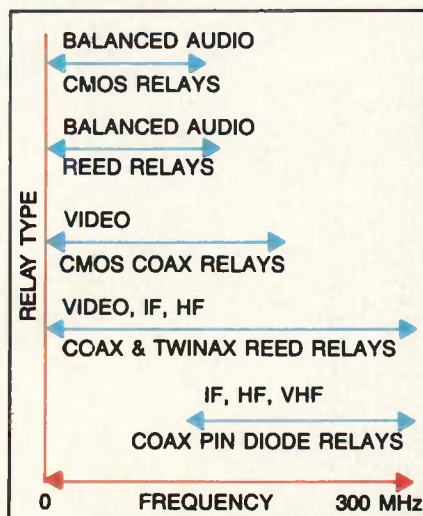 BALANCED AUDIO
CMOS RELAYS
BALANCED AUDIO
REED RELAYS
VIDEO
CMOS COAX RELAYS
VIDEO, IF, HF
COAX & TWINAX REED RELAYS
IF, HF, VHF
COAX PIN DIODE RELAYS
RELAY TYPE
0 FREQUENCY 300 MHz